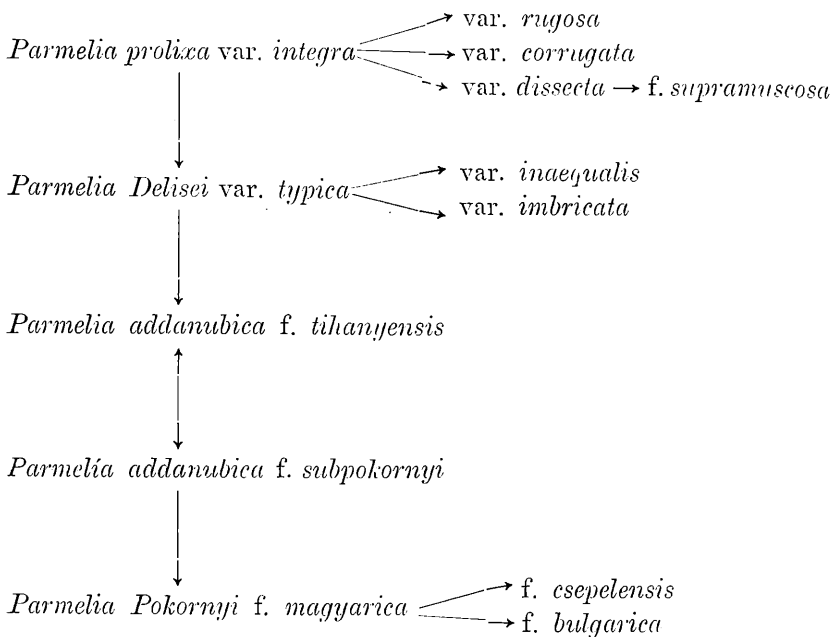 var. rugosa
Parmelia prolixa var. integra → var. corrugata
var. dissecta → f. supramuscosa
var. inaequalis
Parmelia Delisei var. typica
var. imbricata
Parmelia addanubica f. tihanyensis
Parmelía addanubica f. subpokornyi
f. csepelensis
Parmelia Pokornyi f. magyarica
f. bulgarica